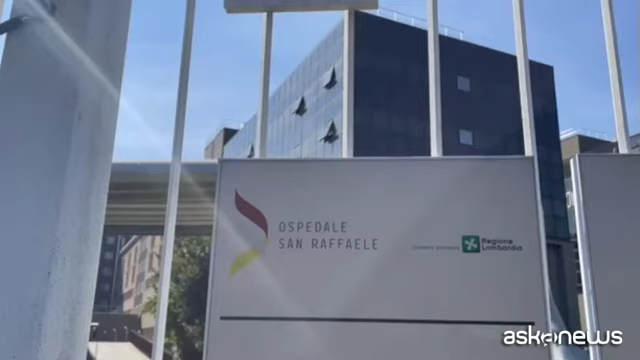 OSPEDALE
SAN RAFFAELE
Regione
Lombardia
askanews